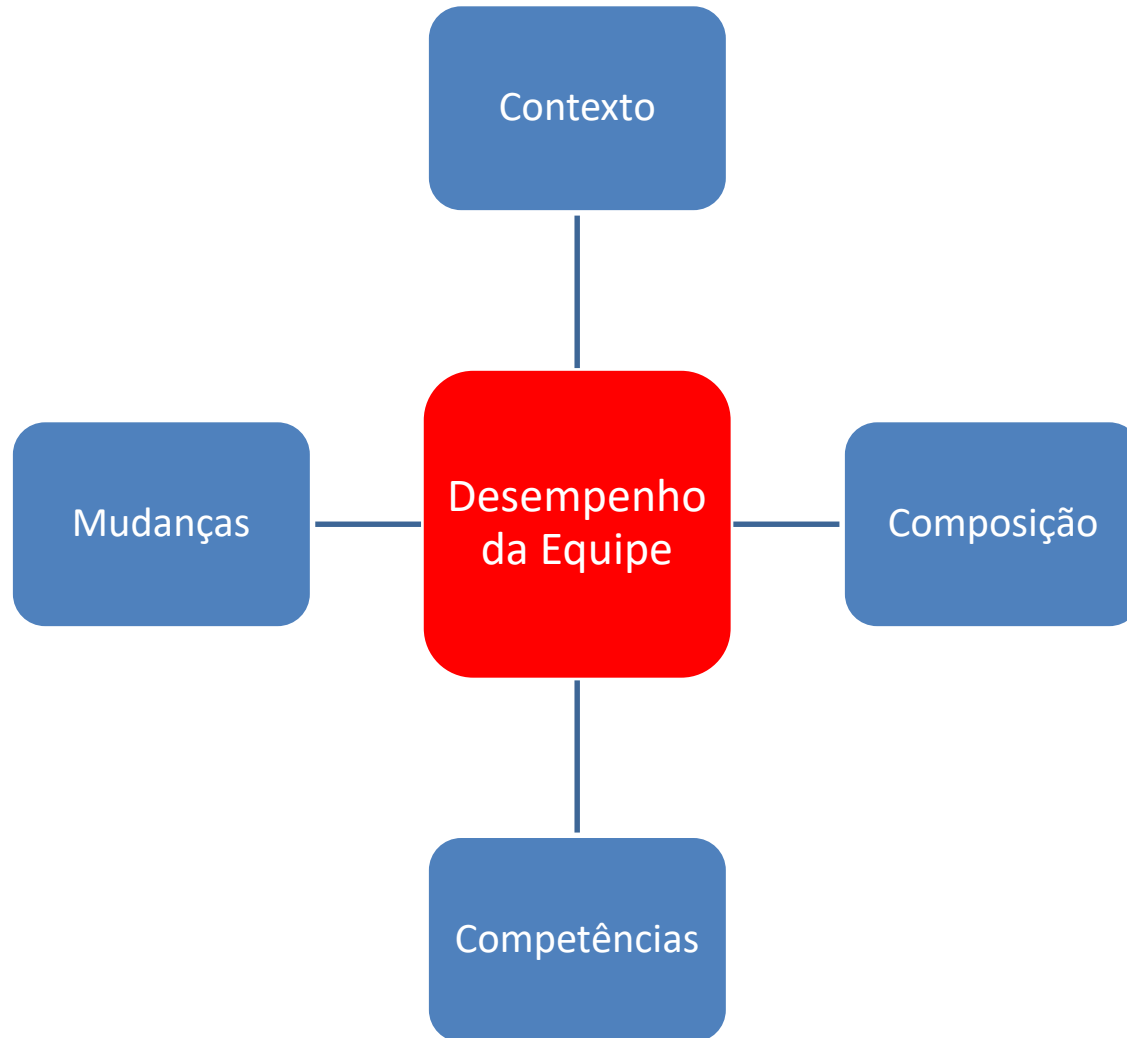 Contexto
Mudanças
Desempenho
da Equipe
Composição
Competências